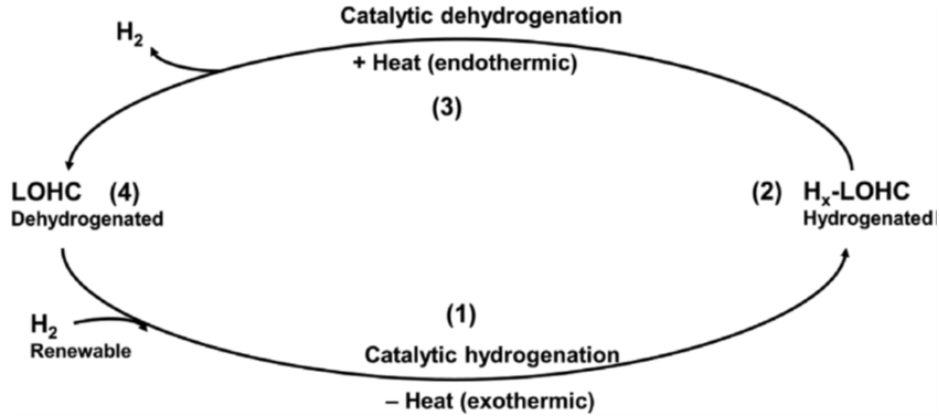 Catalytic dehydrogenation
H₂
+ Heat (endothermic)
(3)
LOHC (4)
Dehydrogenated
(2) Hₓ-LOHC
Hydrogenated
(1)
H₂
Renewable
Catalytic hydrogenation
– Heat (exothermic)